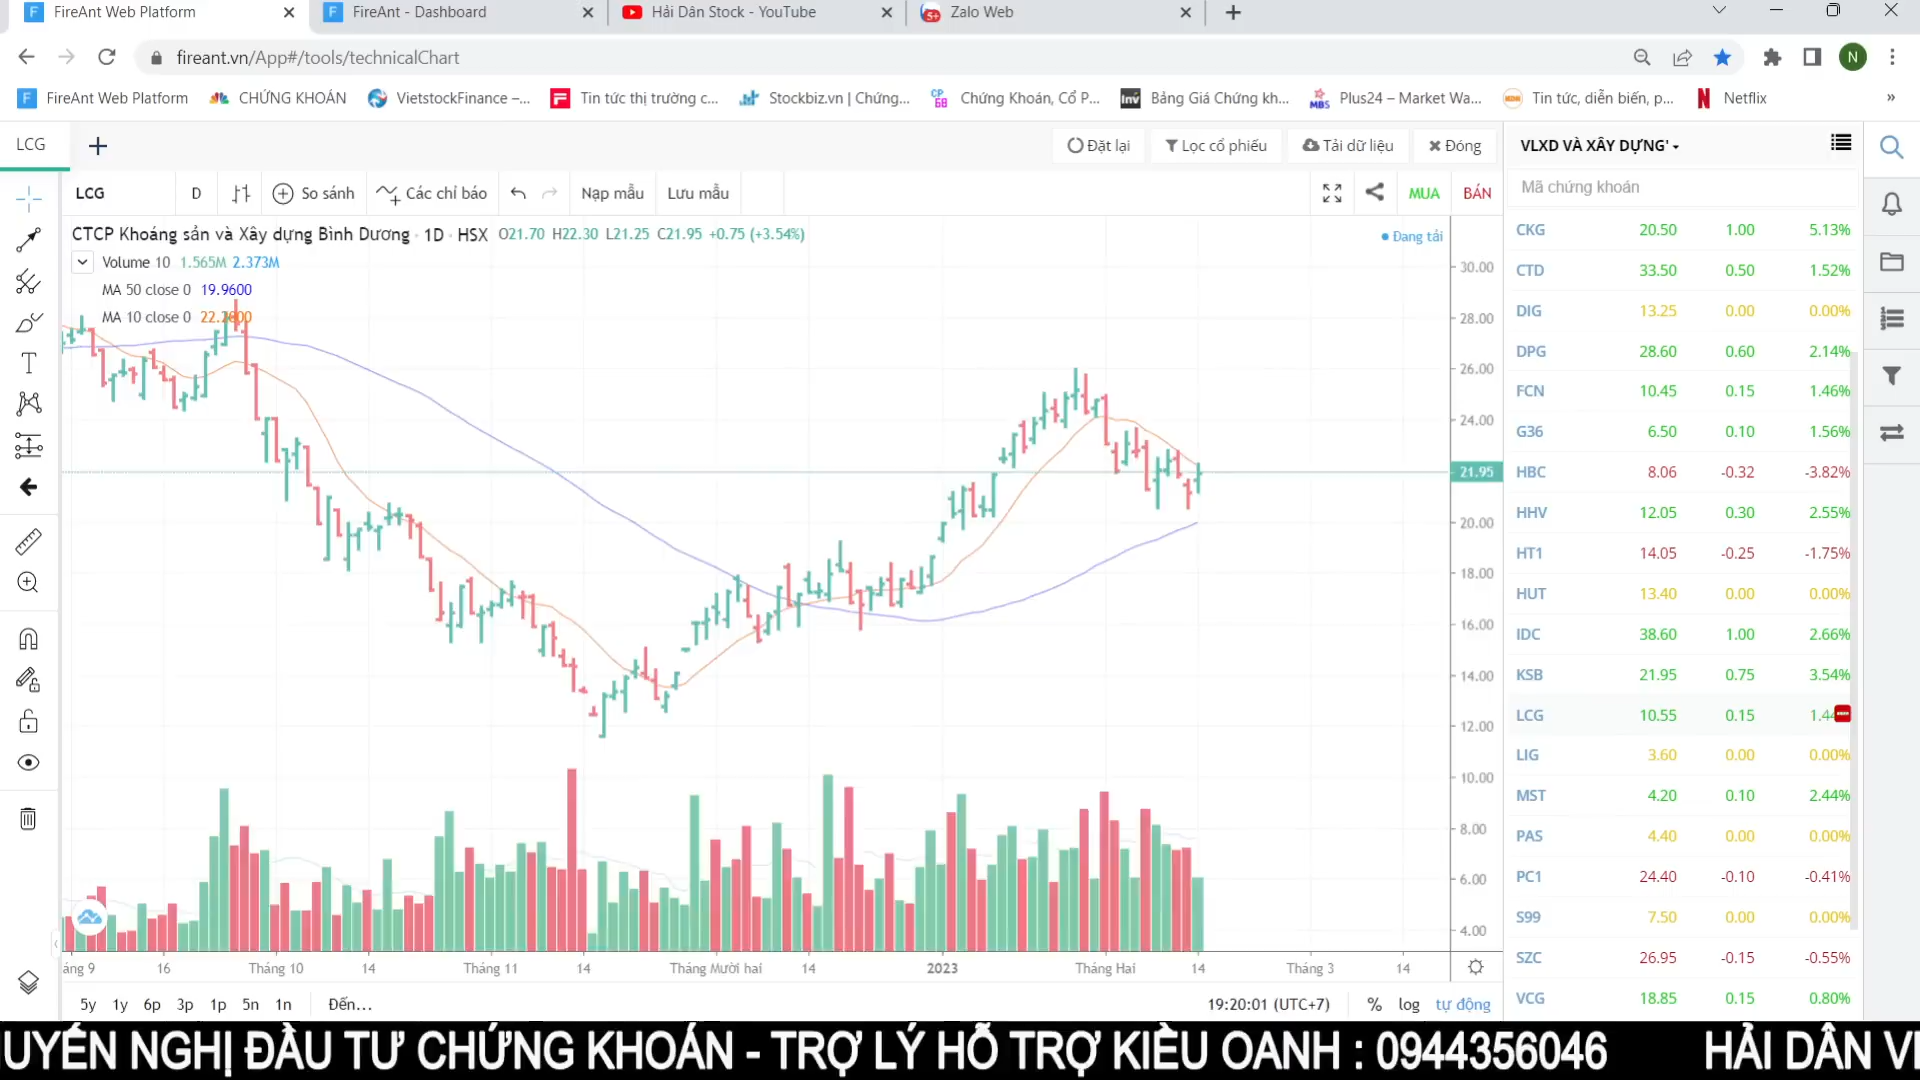 FireAnt Web Platform
FireAnt - Dashboard
Hải Dân Stock - YouTube
Zalo Web
fireant.vn/App#/tools/technicalChart
N
FireAnt Web Platform
CHỨNG KHOÁN
VietstockFinance –...
Tin tức thị trường c...
Stockbiz.vn | Chứng...
Chứng Khoán, Cổ P...
Bảng Giá Chứng kh...
Plus24 – Market Wa...
Tin tức, diễn biến, p...
Netflix
»
LCG
Đặt lại
Lọc cổ phiếu
Tải dữ liệu
Đóng
VLXD VÀ XÂY DỰNG'
Mã chứng khoán
LCG
D
So sánh
Các chỉ báo
Nạp mẫu
Lưu mẫu
MUA
BÁN
CTCP Khoáng sản và Xây dựng Bình Dương · 1D · HSX O21.70 H22.30 L21.25 C21.95 +0.75 (+3.54%)
Đang tải
Volume 10 1.565M 2.373M
MA 50 close 0 19.9600
MA 10 close 0
30.00
28.00
26.00
24.00
21.95
20.00
18.00
16.00
14.00
12.00
10.00
8.00
6.00
4.00
CKG 20.50 1.00 5.13%
CTD 33.50 0.50 1.52%
DIG 13.25 0.00 0.00%
DPG 28.60 0.60 2.14%
FCN 10.45 0.15 1.46%
G36 6.50 0.10 1.56%
HBC 8.06 -0.32 -3.82%
HHV 12.05 0.30 2.55%
HT1 14.05 -0.25 -1.75%
HUT 13.40 0.00 0.00%
IDC 38.60 1.00 2.66%
KSB 21.95 0.75 3.54%
LCG 10.55 0.15 1.44
LIG 3.60 0.00 0.00%
MST 4.20 0.10 2.44%
PAS 4.40 0.00 0.00%
PC1 24.40 -0.10 -0.41%
S99 7.50 0.00 0.00%
SZC 26.95 -0.15 -0.55%
VCG 18.85 0.15 0.80%
áng 9 16 Tháng 10 14 Tháng 11 14 Tháng Mười hai 14 2023 Tháng Hai 14 Tháng 3 14
5y 1y 6p 3p 1p 5n 1n Đến...
19:20:01 (UTC+7) % log tự động
UYẾN NGHỊ ĐẦU TƯ CHỨNG KHOÁN - TRỢ LÝ HỖ TRỢ KIỀU OANH : 0944356046 HẢI DÂN VI